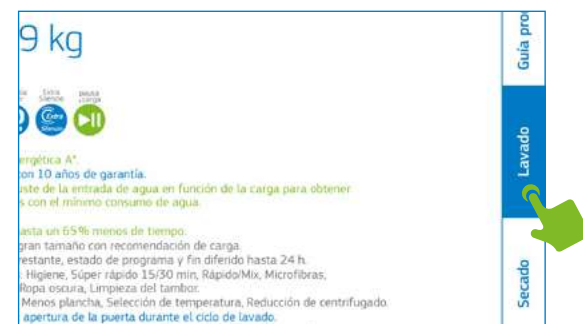 9 kg
Extra
Silencio
pausa
+carga
Extra
Silencio
ergética A*.
con 10 años de garantía.
uste de la entrada de agua en función de la carga para obtener
s con el mínimo consumo de agua.
asta un 65% menos de tiempo.
gran tamaño con recomendación de carga.
restante, estado de programa y fin diferido hasta 24 h.
: Higiene, Súper rápido 15/30 min, Rápido/Mix, Microfibras,
Ropa oscura, Limpieza del tambor.
Menos plancha, Selección de temperatura, Reducción de centrifugado.
apertura de la puerta durante el ciclo de lavado.
Guía pro
Lavado
Secado